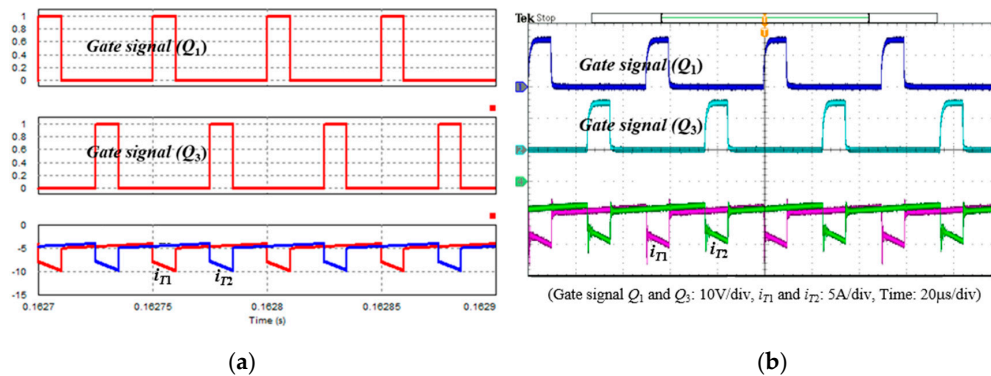 1
0.8
0.6
0.4
0.2
0
Gate signal (Q1)
1
0.8
0.6
0.4
0.2
0
Gate signal (Q3)
0
-5
-10
-15
iT1
iT2
0.1627
0.16275
0.1628
0.16285
0.1629
Time (s)
(a)
Tek Stop
Gate signal (Q1)
Gate signal (Q3)
iT1
iT2
(Gate signal Q1 and Q3: 10V/div, iT1 and iT2: 5A/div, Time: 20μs/div)
(b)